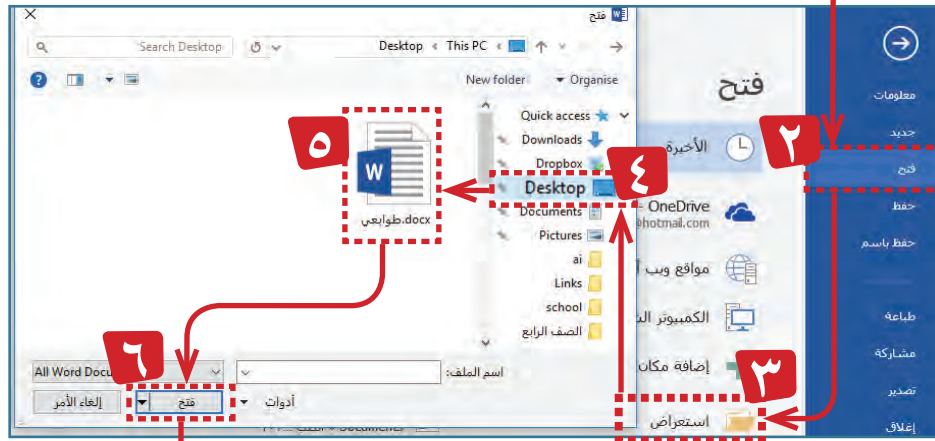 معلومات
جديد
فتح
حفظ
حفظ باسم
طباعة
مشاركة
تصدير
إغلاق
٢
فتح
الأخيرة
OneDrive
hotmail.com
مواقع ويب
الكمبيوتر
إضافة مكان
استعراض
٣
فتح
Search Desktop
This PC › Desktop
Organise
New folder
Quick access
Downloads
Dropbox
Desktop
Documents
Pictures
ai
Links
school
الصف الرابع
٤
٥
W
طوابعي.docx
اسم الملف:
All Word
أدوات
فتح
إلغاء الأمر
٦